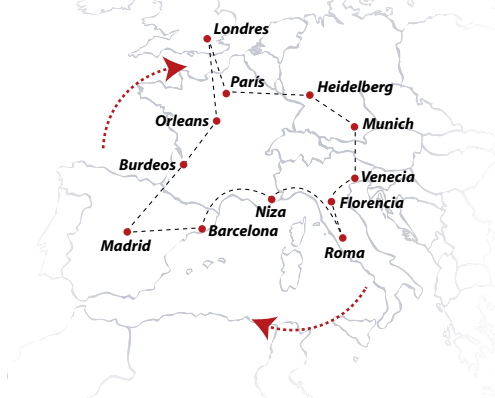 Londres
París
Heidelberg
Orleans
Munich
Burdeos
Venecia
Florencia
Niza
Barcelona
Madrid
Roma